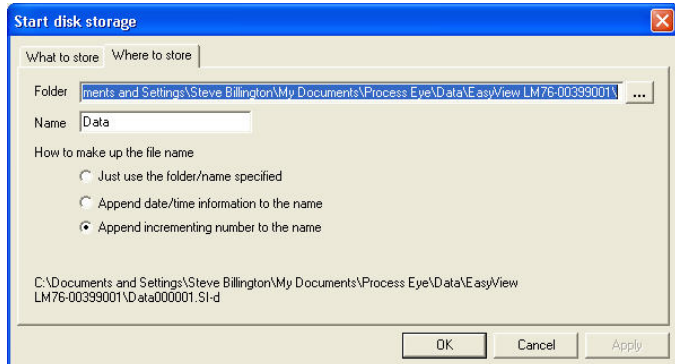 Start disk storage
What to store Where to store
Folder ments and Settings\Steve Billington\My Documents\Process Eye\Data\EasyView LM76-00399001\ ...
Name Data
How to make up the file name
Just use the folder/name specified
Append date/time information to the name
Append incrementing number to the name
C:\Documents and Settings\Steve Billington\My Documents\Process Eye\Data\EasyView
LM76-00399001\Data000001.SI-d
OK Cancel Apply